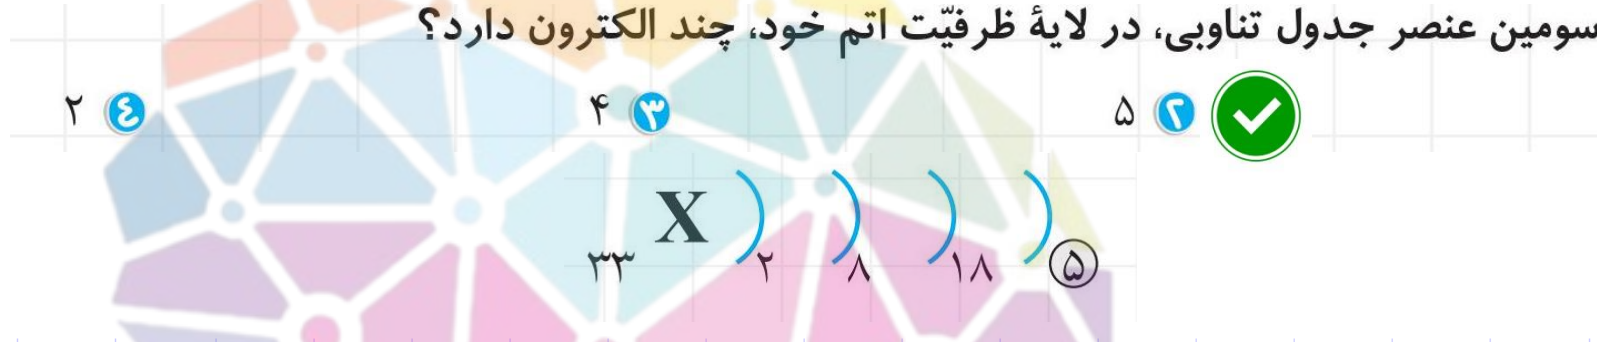 سومین عنصر جدول تناوبی، در لایهٔ ظرفیّت اتم خود، چند الکترون دارد؟
۲ ۵ ۳ ۴ ٤ ۲
X
۳۳ ۲ ۸ ۱۸ ۵